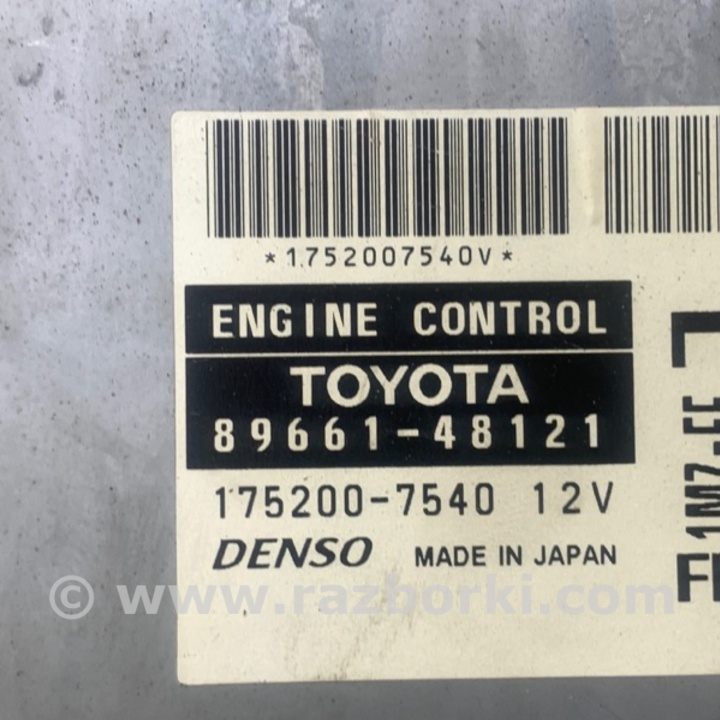 *1752007540V*
ENGINE CONTROL
TOYOTA
89661-48121
175200-7540 12V
DENSO MADE IN JAPAN
1MZ-FE
© www.razborki.com